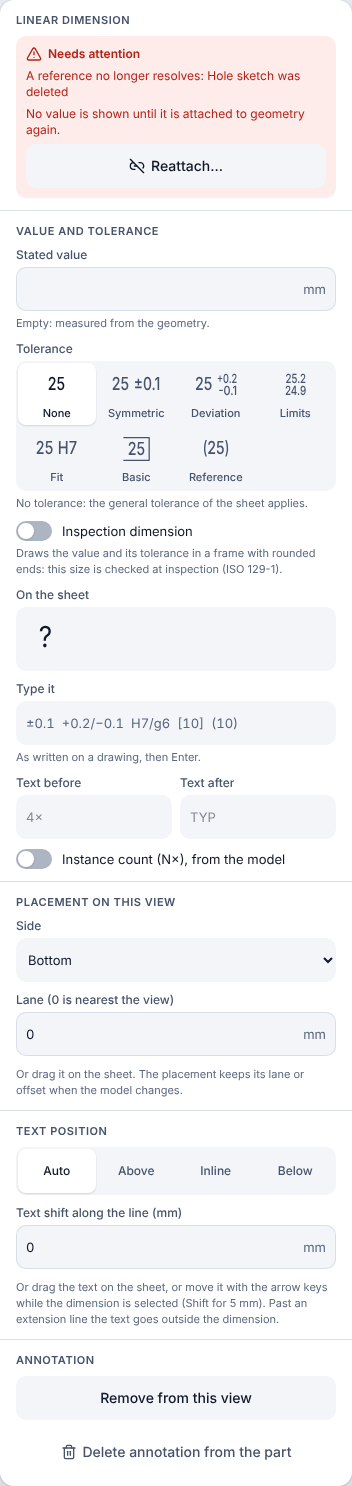 LINEAR DIMENSION
Needs attention
A reference no longer resolves: Hole sketch was
deleted
No value is shown until it is attached to geometry
again.
Reattach...
VALUE AND TOLERANCE
Stated value
mm
Empty: measured from the geometry.
Tolerance
25 25 ±0.1 25 +0.2 -0.1 25.2 24.9
None Symmetric Deviation Limits
25 H7 25 (25)
Fit Basic Reference
No tolerance: the general tolerance of the sheet applies.
Inspection dimension
Draws the value and its tolerance in a frame with rounded
ends: this size is checked at inspection (ISO 129-1).
On the sheet
?
Type it
±0.1 +0.2/−0.1 H7/g6 [10] (10)
As written on a drawing, then Enter.
Text before Text after
4× TYP
Instance count (N×), from the model
PLACEMENT ON THIS VIEW
Side
Bottom
Lane (0 is nearest the view)
0 mm
Or drag it on the sheet. The placement keeps its lane or
offset when the model changes.
TEXT POSITION
Auto Above Inline Below
Text shift along the line (mm)
0 mm
Or drag the text on the sheet, or move it with the arrow keys
while the dimension is selected (Shift for 5 mm). Past an
extension line the text goes outside the dimension.
ANNOTATION
Remove from this view
Delete annotation from the part